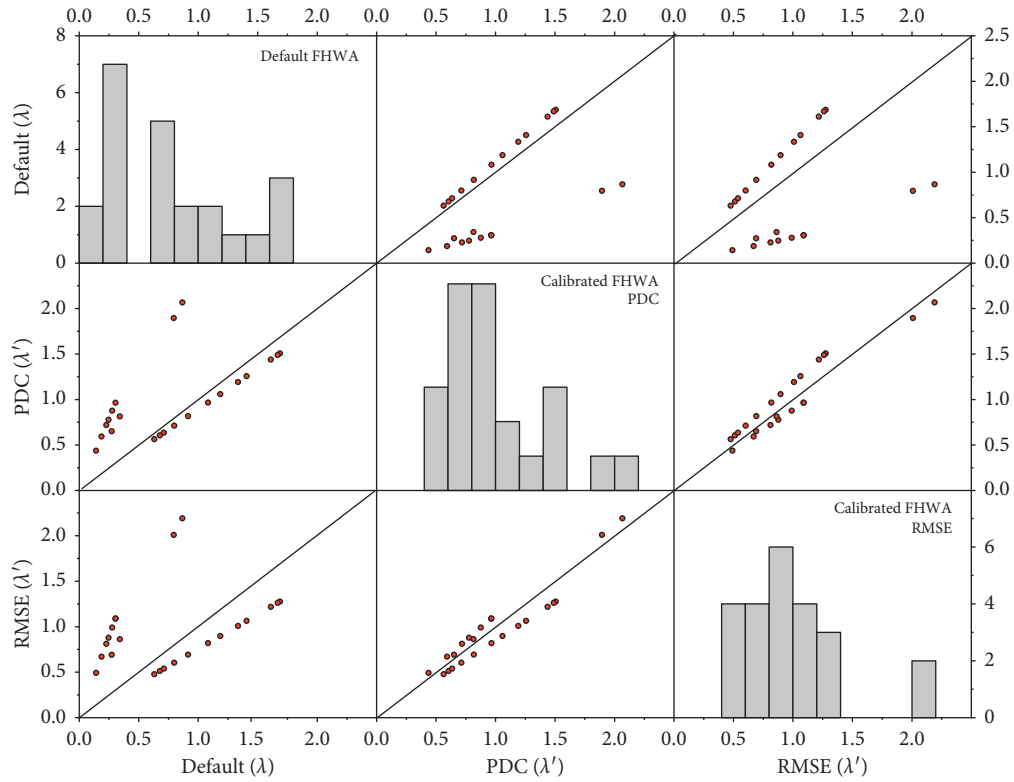 0.0 0.5 1.0 1.5 2.0 0.0 0.5 1.0 1.5 2.0 0.0 0.5 1.0 1.5 2.0
8 2.5
Default FHWA
6 2.0
Default (λ)
4 1.5
1.0
2 0.5
0 0
Calibrated FHWA
PDC
2.0 2.0
PDC (λ′)
1.5 1.5
1.0 1.0
0.5 0.5
0.0 0.0
Calibrated FHWA
RMSE
2.0 6
RMSE (λ′)
1.5 4
1.0
0.5 2
0.0 0
0.0 0.5 1.0 1.5 2.0 0.0 0.5 1.0 1.5 2.0 0.0 0.5 1.0 1.5 2.0
Default (λ) PDC (λ′) RMSE (λ′)